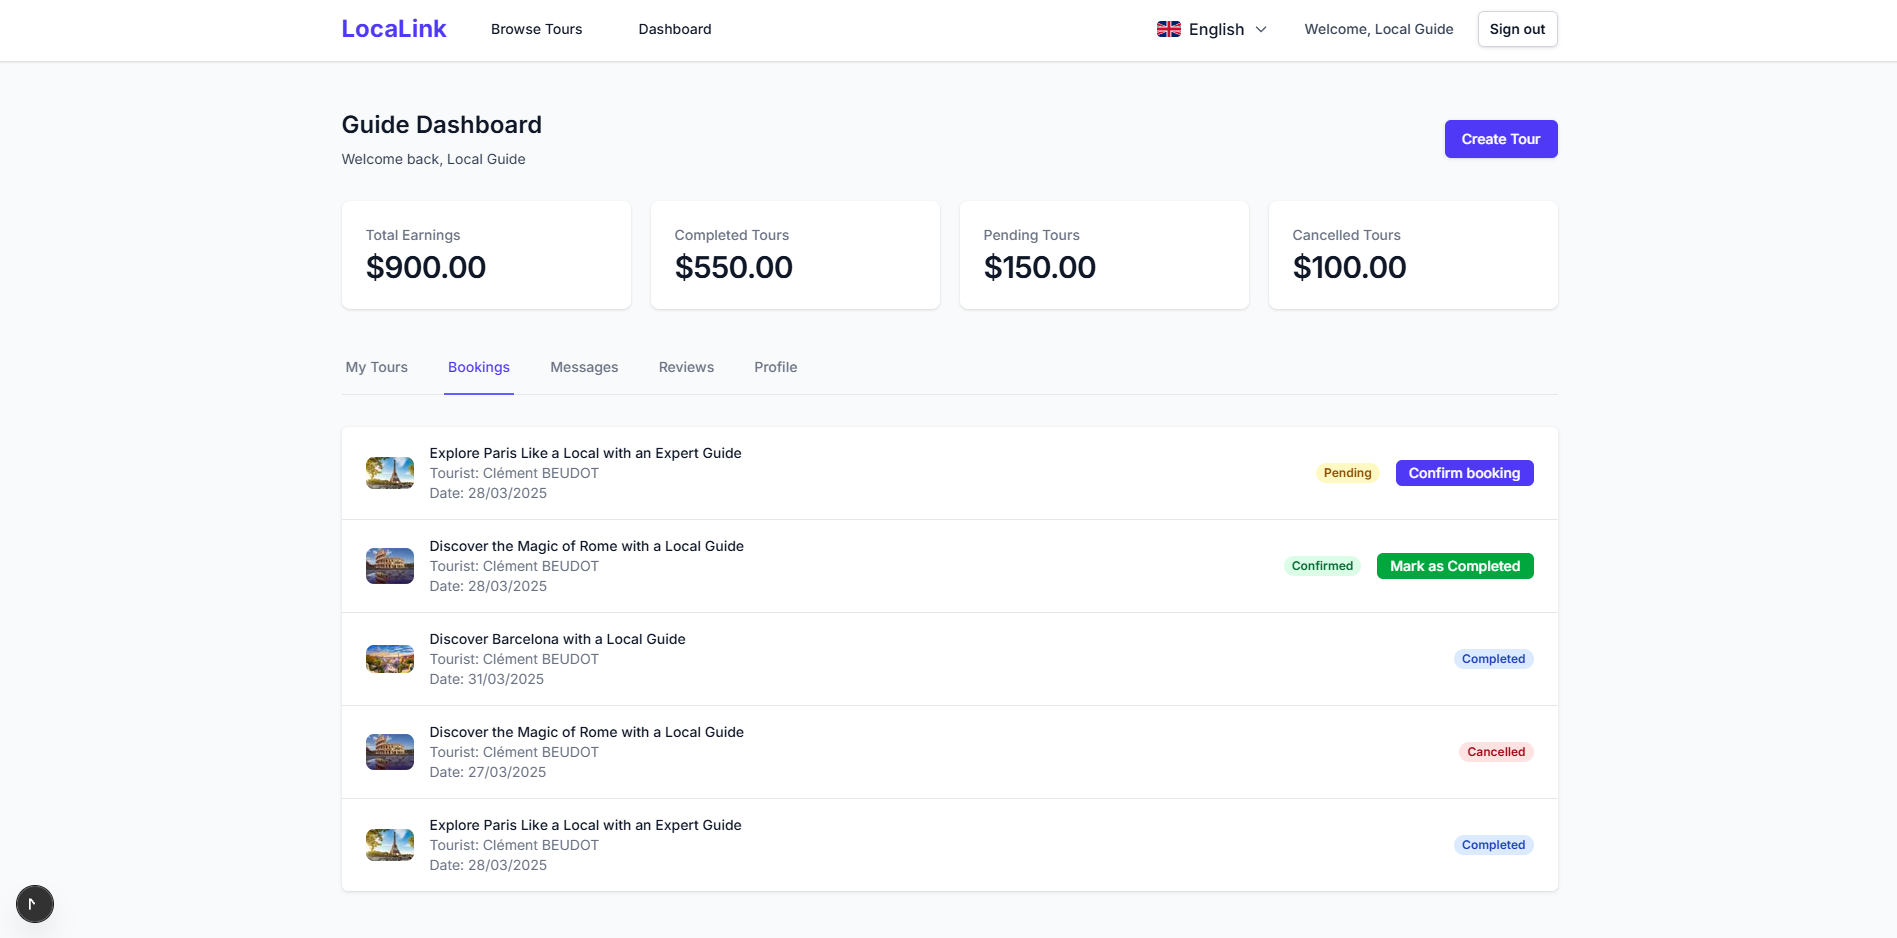 LocaLink
Browse Tours
Dashboard
English
Welcome, Local Guide
Sign out
Guide Dashboard
Welcome back, Local Guide
Create Tour
Total Earnings
$900.00
Completed Tours
$550.00
Pending Tours
$150.00
Cancelled Tours
$100.00
My Tours
Bookings
Messages
Reviews
Profile
Explore Paris Like a Local with an Expert Guide
Tourist: Clément BEUDOT
Date: 28/03/2025
Pending
Confirm booking
Discover the Magic of Rome with a Local Guide
Tourist: Clément BEUDOT
Date: 28/03/2025
Confirmed
Mark as Completed
Discover Barcelona with a Local Guide
Tourist: Clément BEUDOT
Date: 31/03/2025
Completed
Discover the Magic of Rome with a Local Guide
Tourist: Clément BEUDOT
Date: 27/03/2025
Cancelled
Explore Paris Like a Local with an Expert Guide
Tourist: Clément BEUDOT
Date: 28/03/2025
Completed